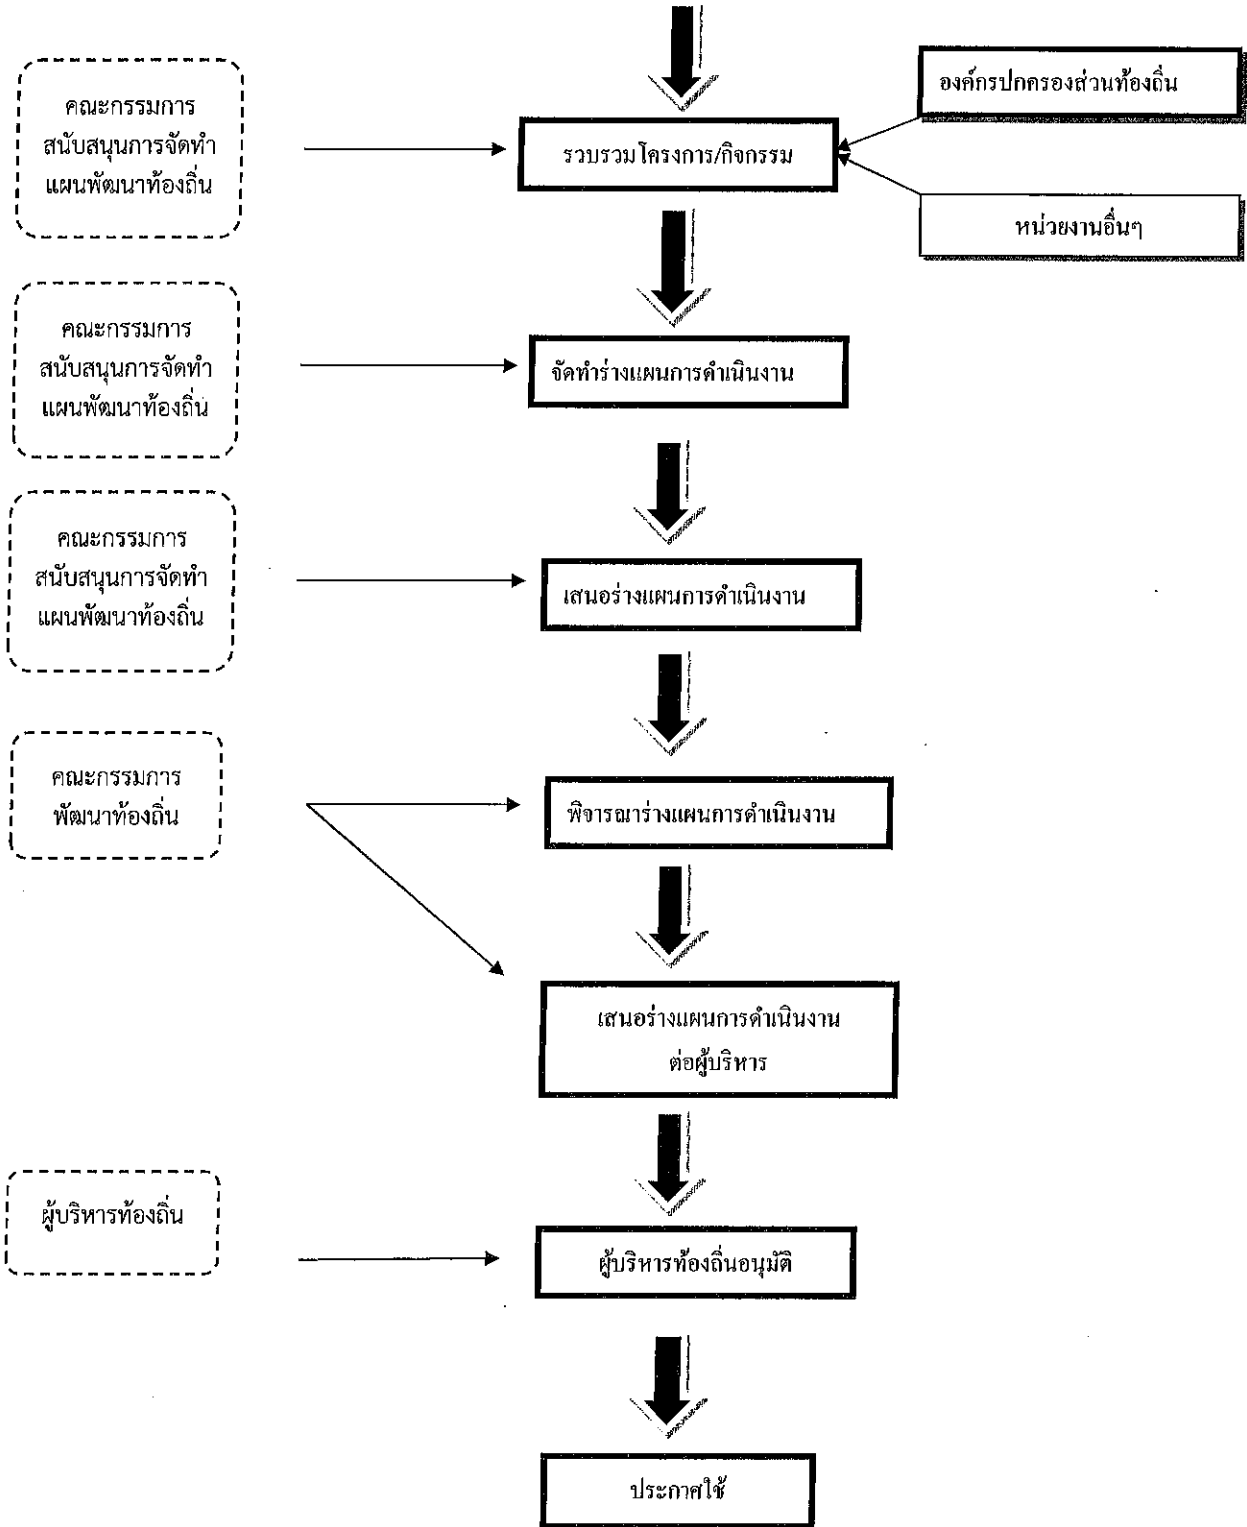 คณะกรรมการ
สนับสนุนการจัดทำ
แผนพัฒนาท้องถิ่น
รวบรวมโครงการ/กิจกรรม
องค์กรปกครองส่วนท้องถิ่น
หน่วยงานอื่นๆ
คณะกรรมการ
สนับสนุนการจัดทำ
แผนพัฒนาท้องถิ่น
จัดทำร่างแผนการดำเนินงาน
คณะกรรมการ
สนับสนุนการจัดทำ
แผนพัฒนาท้องถิ่น
เสนอร่างแผนการดำเนินงาน
คณะกรรมการ
พัฒนาท้องถิ่น
พิจารณาร่างแผนการดำเนินงาน
เสนอร่างแผนการดำเนินงาน
ต่อผู้บริหาร
ผู้บริหารท้องถิ่น
ผู้บริหารท้องถิ่นอนุมัติ
ประกาศใช้